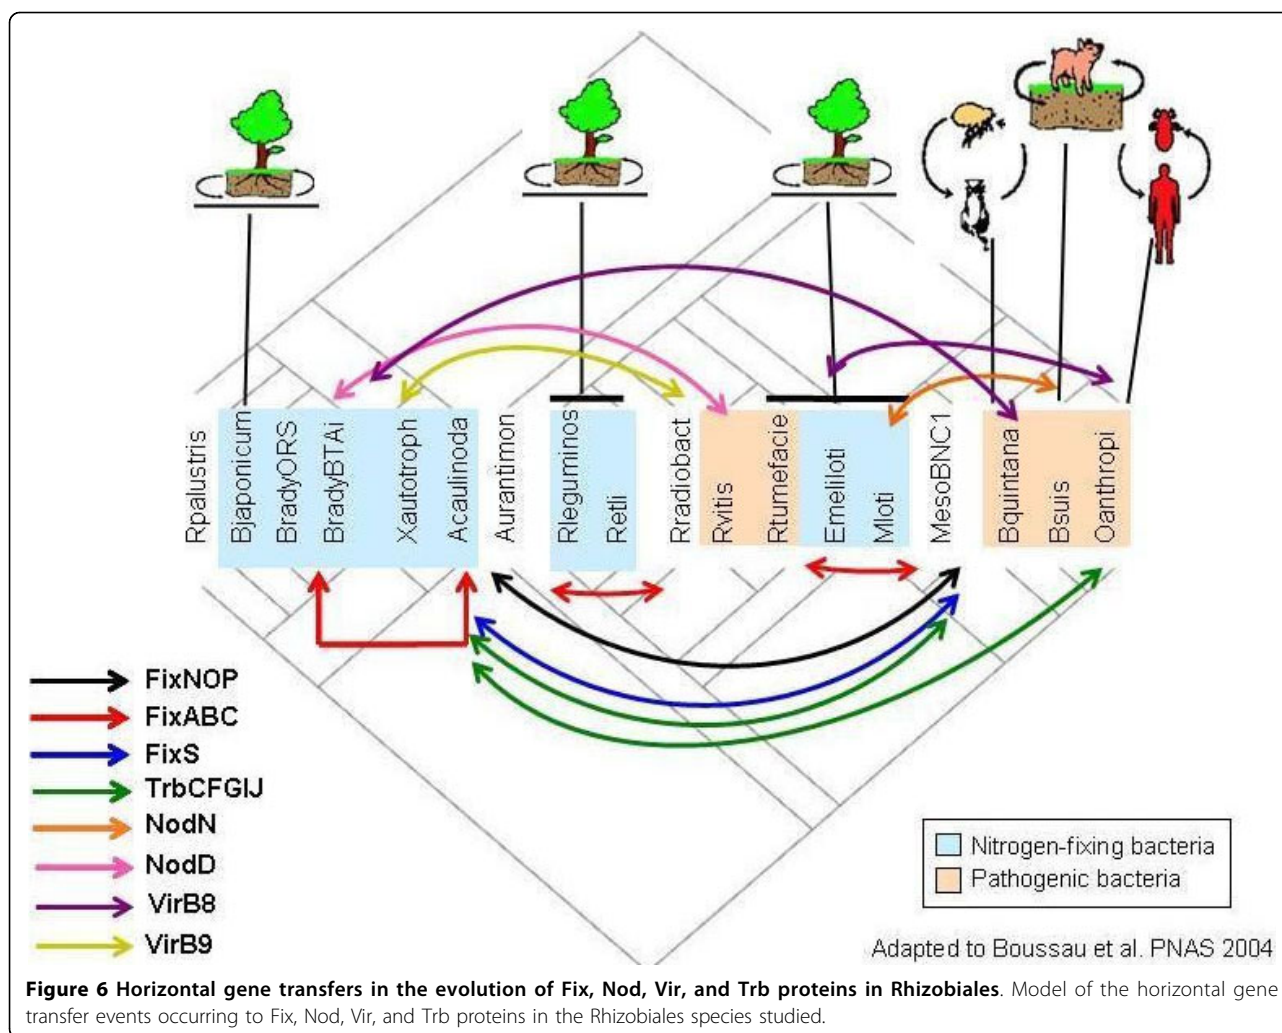 Rpalustris
Bjaponicum
BradyORS
BradyBTAi
Xautotroph
Acaulinoda
Aurantimon
Rleguminos
Retli
Rradiobact
Rvitis
Rtumefacie
Emeliloti
Mloti
MesoBNC1
Bquintana
Bsuis
Oanthropi
FixNOP
FixABC
FixS
TrbCFGIJ
NodN
NodD
VirB8
VirB9
Nitrogen-fixing bacteria
Pathogenic bacteria
Adapted to Boussau et al. PNAS 2004
Figure 6 Horizontal gene transfers in the evolution of Fix, Nod, Vir, and Trb proteins in Rhizobiales. Model of the horizontal gene
transfer events occurring to Fix, Nod, Vir, and Trb proteins in the Rhizobiales species studied.